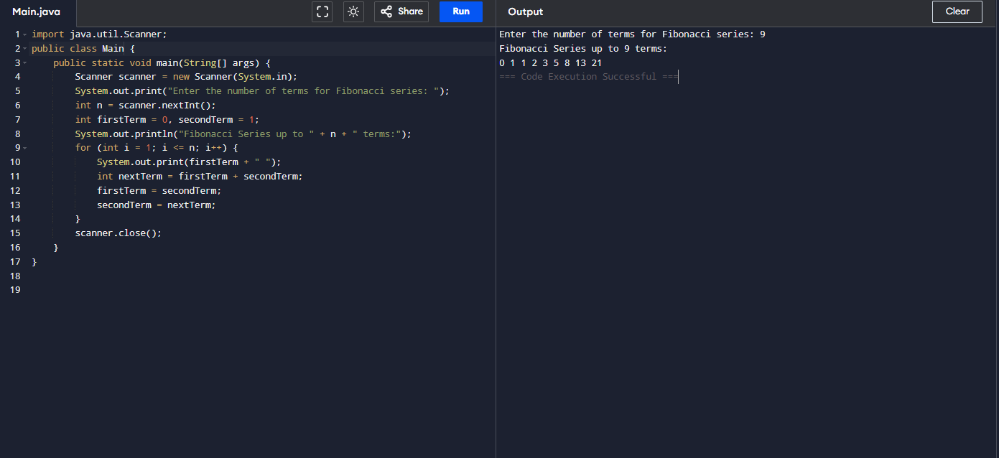 Main.java
Share
Run
Output
Clear
1 import java.util.Scanner;
2 public class Main {
3     public static void main(String[] args) {
4         Scanner scanner = new Scanner(System.in);
5         System.out.print("Enter the number of terms for Fibonacci series: ");
6         int n = scanner.nextInt();
7         int firstTerm = 0, secondTerm = 1;
8         System.out.println("Fibonacci Series up to " + n + " terms:");
9         for (int i = 1; i <= n; i++) {
10             System.out.print(firstTerm + " ");
11             int nextTerm = firstTerm + secondTerm;
12             firstTerm = secondTerm;
13             secondTerm = nextTerm;
14         }
15         scanner.close();
16     }
17 }
18
19
Enter the number of terms for Fibonacci series: 9
Fibonacci Series up to 9 terms:
0 1 1 2 3 5 8 13 21
=== Code Execution Successful ===